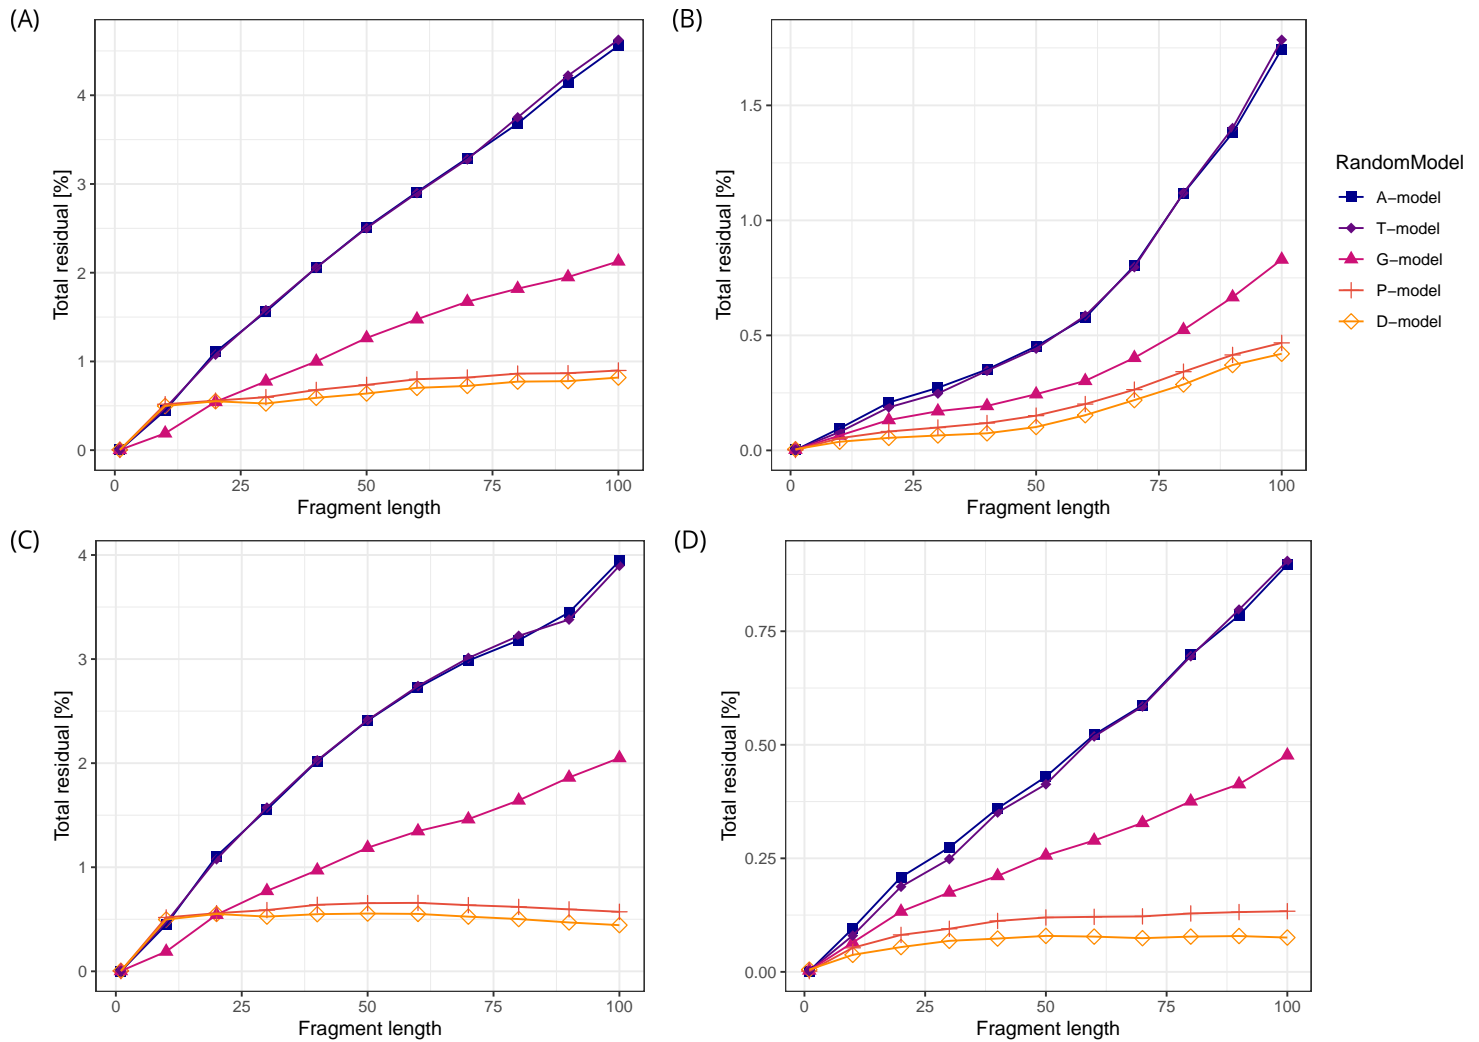 (A)
Total residual [%]
4
3
2
1
0
0 25 50 75 100
Fragment length
(B)
Total residual [%]
1.5
1.0
0.5
0.0
0 25 50 75 100
Fragment length
RandomModel
A−model
T−model
G−model
P−model
D−model
(C)
Total residual [%]
4
3
2
1
0
0 25 50 75 100
Fragment length
(D)
Total residual [%]
0.75
0.50
0.25
0.00
0 25 50 75 100
Fragment length